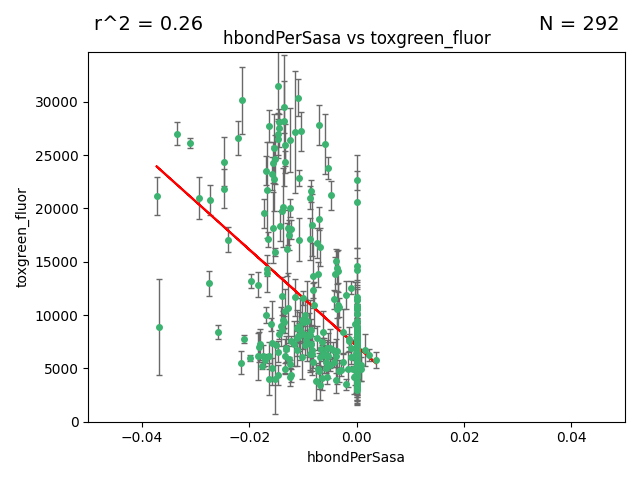 r^2 = 0.26
N = 292
hbondPerSasa vs toxgreen_fluor
30000
25000
20000
15000
10000
5000
0
toxgreen_fluor
−0.04
−0.02
0.00
0.02
0.04
hbondPerSasa